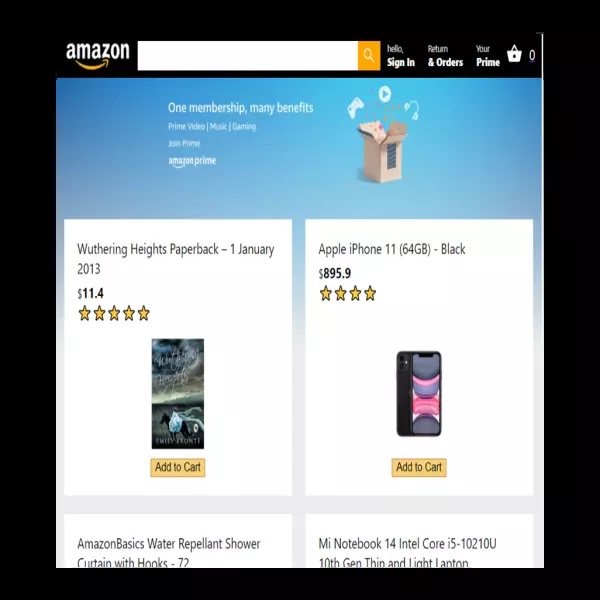 amazon
hello,
Sign In
Return
& Orders
Your
Prime
0
One membership, many benefits
Prime Video | Music | Gaming.
Join Prime
amazon prime
Wuthering Heights Paperback – 1 January
2013
$11.4
Wuthering
Heights
EMILY BRONTE
Add to Cart
Apple iPhone 11 (64GB) - Black
$895.9
Add to Cart
AmazonBasics Water Repellant Shower
Curtain with Hooks - 72
Mi Notebook 14 Intel Core i5-10210U
10th Gen Thin and Light Laptop